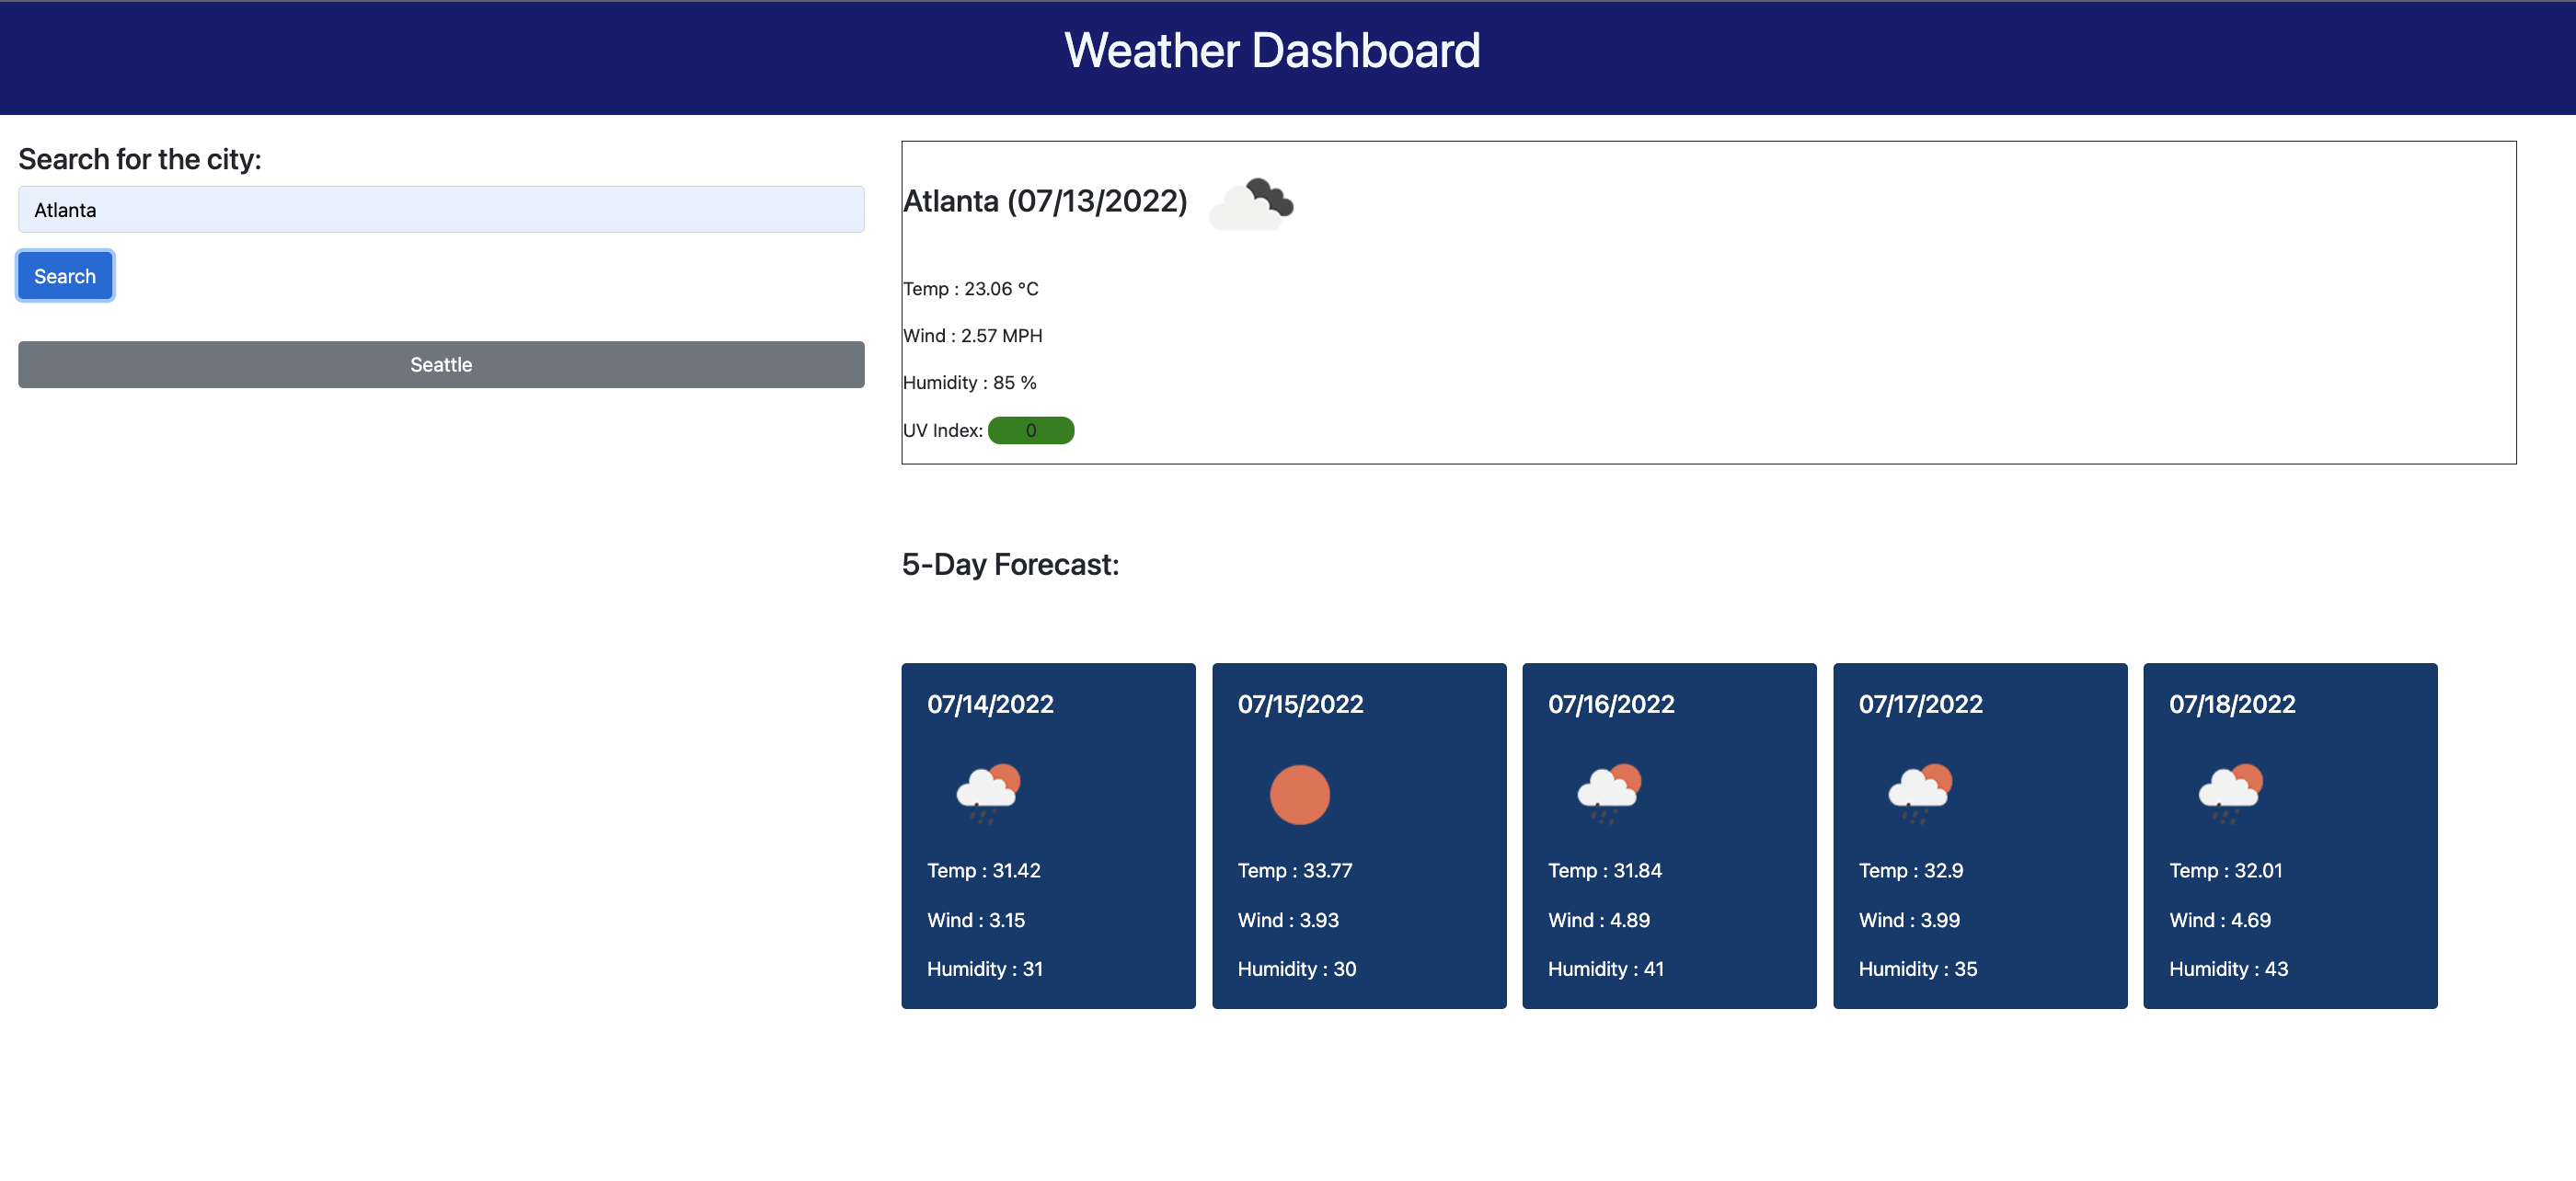 Weather Dashboard
Search for the city:
Atlanta
Search
Seattle
Atlanta (07/13/2022)
Temp : 23.06 °C
Wind : 2.57 MPH
Humidity : 85 %
UV Index: 0
5-Day Forecast:
07/14/2022
Temp : 31.42
Wind : 3.15
Humidity : 31
07/15/2022
Temp : 33.77
Wind : 3.93
Humidity : 30
07/16/2022
Temp : 31.84
Wind : 4.89
Humidity : 41
07/17/2022
Temp : 32.9
Wind : 3.99
Humidity : 35
07/18/2022
Temp : 32.01
Wind : 4.69
Humidity : 43